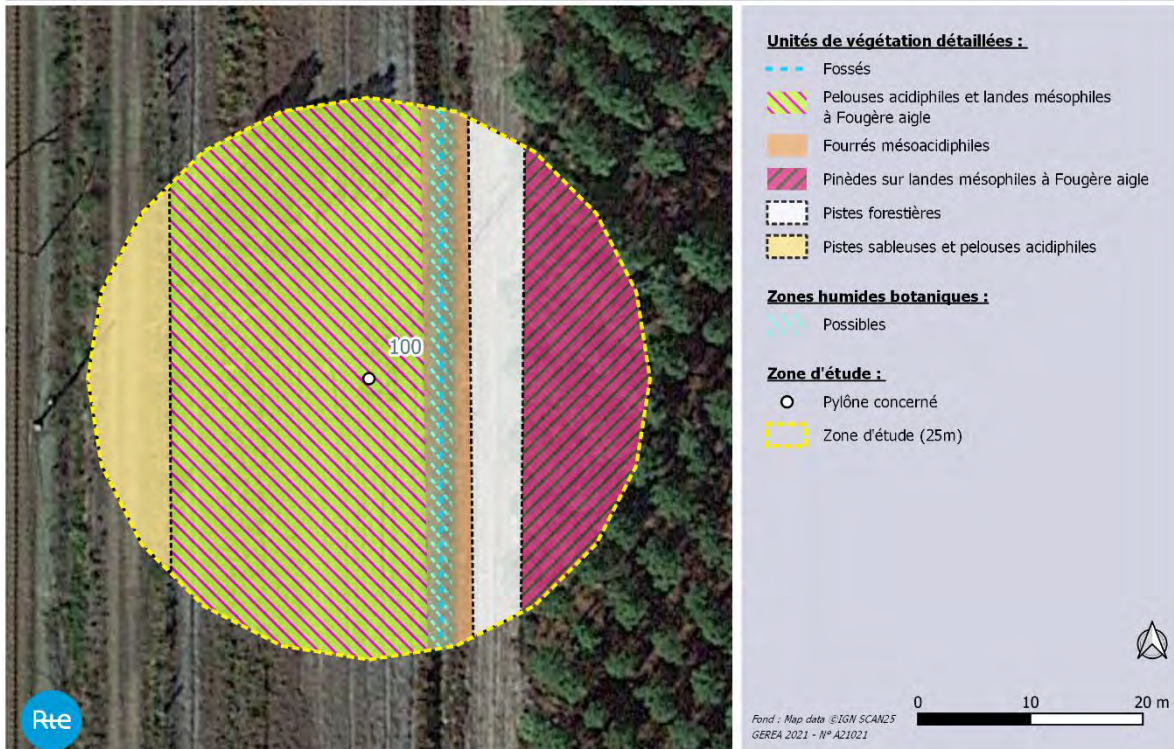 100
Rte
Unités de végétation détaillées :
Fossés
Pelouses acidiphiles et landes mésophiles
à Fougère aigle
Fourrés mésoacidiphiles
Pinèdes sur landes mésophiles à Fougère aigle
Pistes forestières
Pistes sableuses et pelouses acidiphiles
Zones humides botaniques :
Possibles
Zone d'étude :
Pylône concerné
Zone d'étude (25m)
0 10 20 m
Fond : Map data ©IGN SCAN25
GEREA 2021 - N° A21021